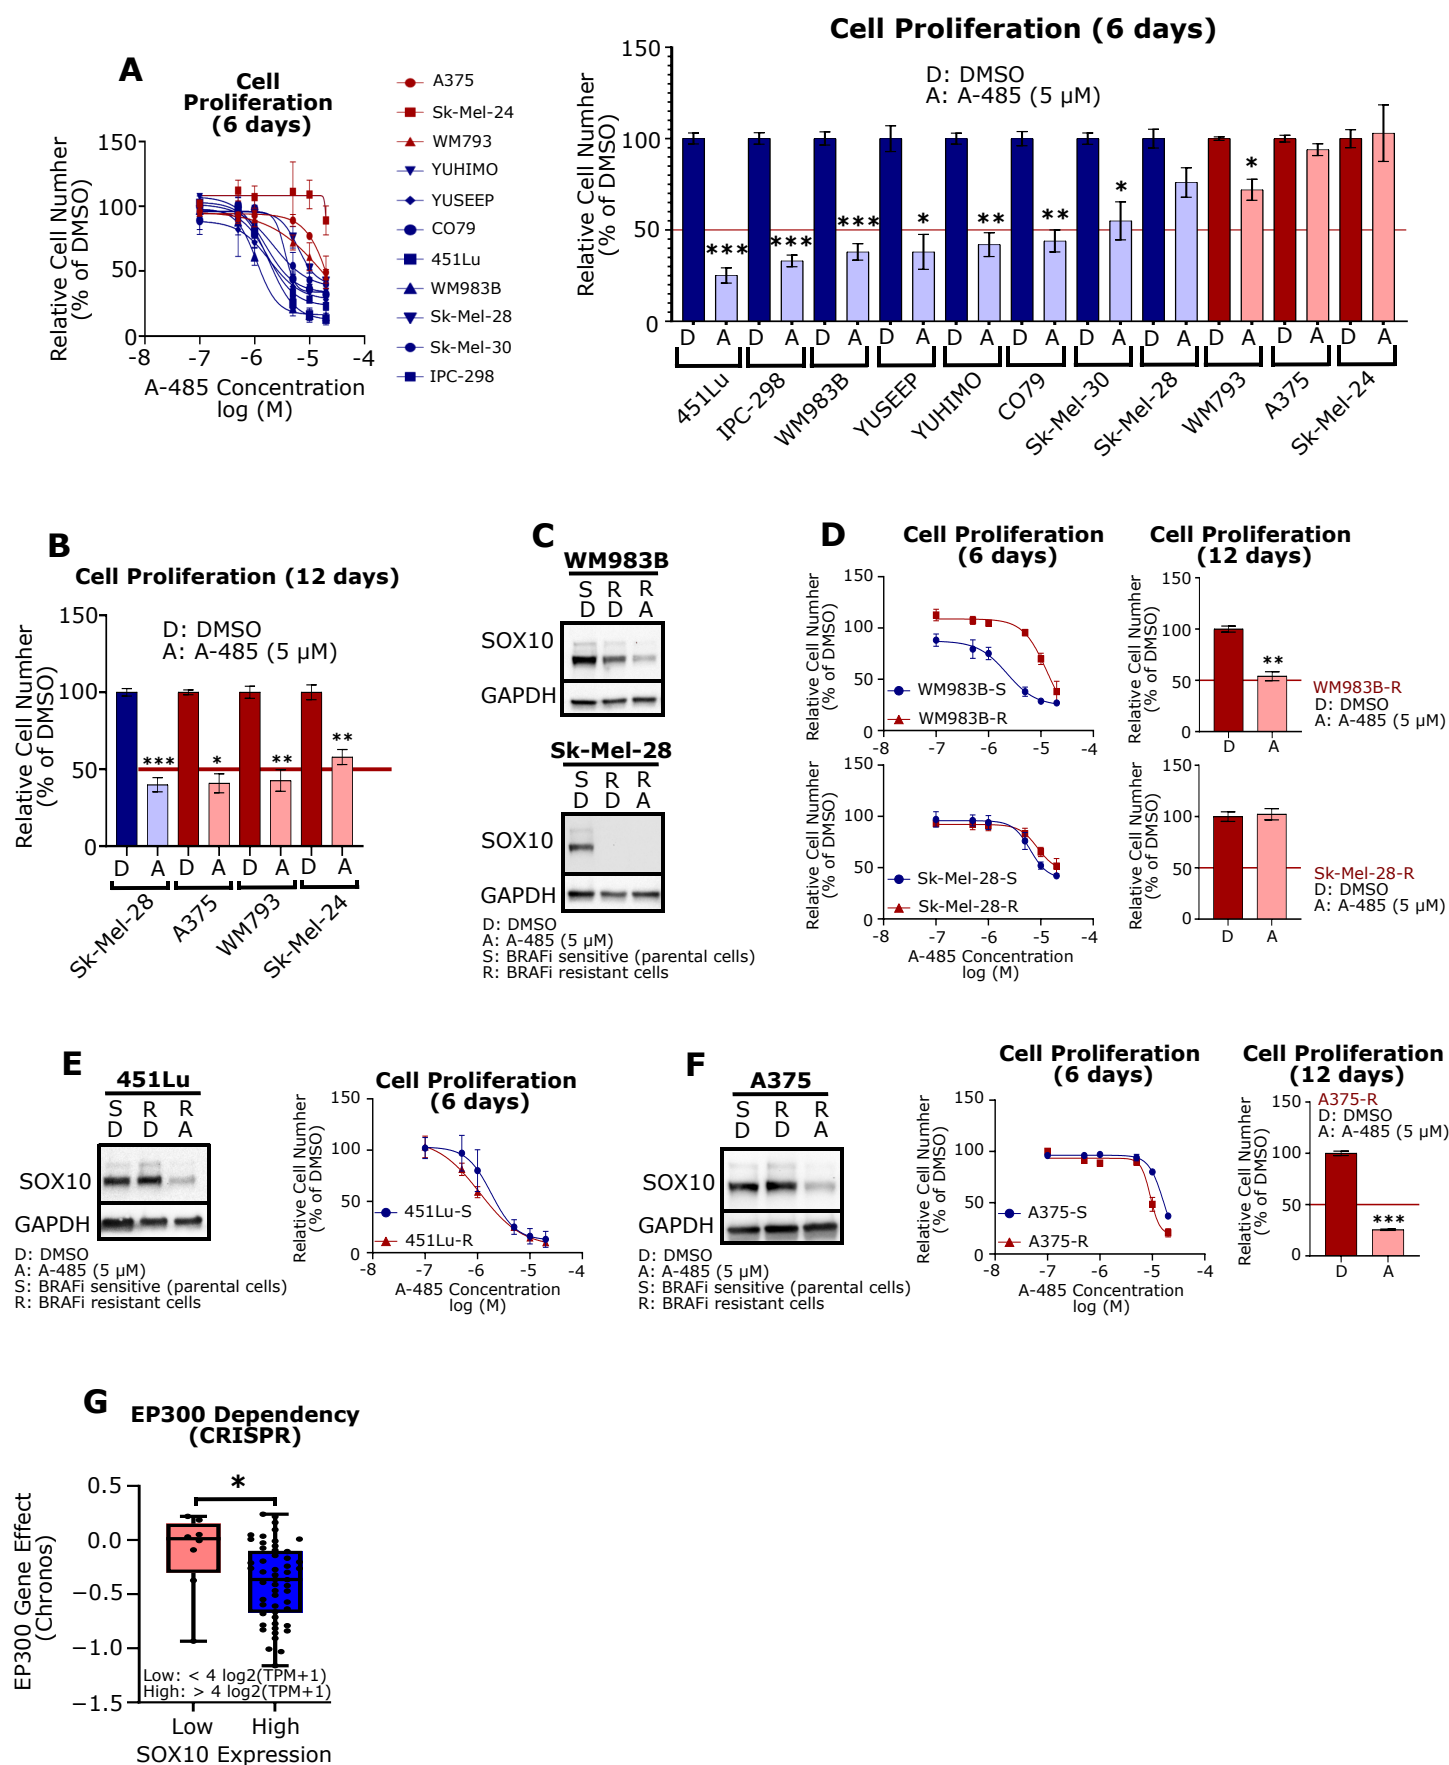 A
Cell
Proliferation
(6 days)
Relative Cell Numher
(% of DMSO)
150
100
50
0
-8
-7
-6
-5
-4
A-485 Concentration
log (M)
A375
Sk-Mel-24
WM793
YUHIMO
YUSEEP
CO79
451Lu
WM983B
Sk-Mel-28
Sk-Mel-30
IPC-298
Cell Proliferation (6 days)
D: DMSO
A: A-485 (5 µM)
Relative Cell Numher
(% of DMSO)
150
100
50
0
*** *** *** * ** ** * *
D A D A D A D A D A D A D A D A D A D A D A
451Lu
IPC-298
WM983B
YUSEEP
YUHIMO
CO79
Sk-Mel-30
Sk-Mel-28
WM793
A375
Sk-Mel-24
B
Cell Proliferation (12 days)
D: DMSO
A: A-485 (5 µM)
Relative Cell Number
(% of DMSO)
150
100
50
0
*** * ** **
D A D A D A D A
Sk-Mel-28
A375
WM793
Sk-Mel-24
C
WM983B
S R R
D D A
SOX10
GAPDH
Sk-Mel-28
S R R
D D A
SOX10
GAPDH
D: DMSO
A: A-485 (5 µM)
S: BRAFi sensitive (parental cells)
R: BRAFi resistant cells
D
Cell Proliferation
(6 days)
Relative Cell Numher
(% of DMSO)
150
100
50
0
WM983B-S
WM983B-R
-8 -7 -6 -5 -4
Cell Proliferation
(12 days)
Relative Cell Numher
(% of DMSO)
150
100
50
0
**
D A
WM983B-R
D: DMSO
A: A-485 (5 µM)
Relative Cell Numher
(% of DMSO)
150
100
50
0
Sk-Mel-28-S
Sk-Mel-28-R
-8 -7 -6 -5 -4
A-485 Concentration
log (M)
Relative Cell Numher
(% of DMSO)
150
100
50
0
D A
Sk-Mel-28-R
D: DMSO
A: A-485 (5 µM)
E
451Lu
S R R
D D A
SOX10
GAPDH
D: DMSO
A: A-485 (5 µM)
S: BRAFi sensitive (parental cells)
R: BRAFi resistant cells
Cell Proliferation
(6 days)
Relative Cell Numher
(% of DMSO)
150
100
50
0
451Lu-S
451Lu-R
-8 -7 -6 -5 -4
A-485 Concentration
log (M)
F
A375
S R R
D D A
SOX10
GAPDH
D: DMSO
A: A-485 (5 µM)
S: BRAFi sensitive (parental cells)
R: BRAFi resistant cells
Cell Proliferation
(6 days)
Relative Cell Numher
(% of DMSO)
150
100
50
0
A375-S
A375-R
-8 -7 -6 -5 -4
A-485 Concentration
log (M)
Cell Proliferation
(12 days)
Relative Cell Numher
(% of DMSO)
150
100
50
0
A375-R
D: DMSO
A: A-485 (5 µM)
***
D A
G
EP300 Dependency
(CRISPR)
EP300 Gene Effect
(Chronos)
0.5
0.0
−0.5
−1.0
−1.5
*
Low: < 4 log2(TPM+1)
High: > 4 log2(TPM+1)
Low High
SOX10 Expression